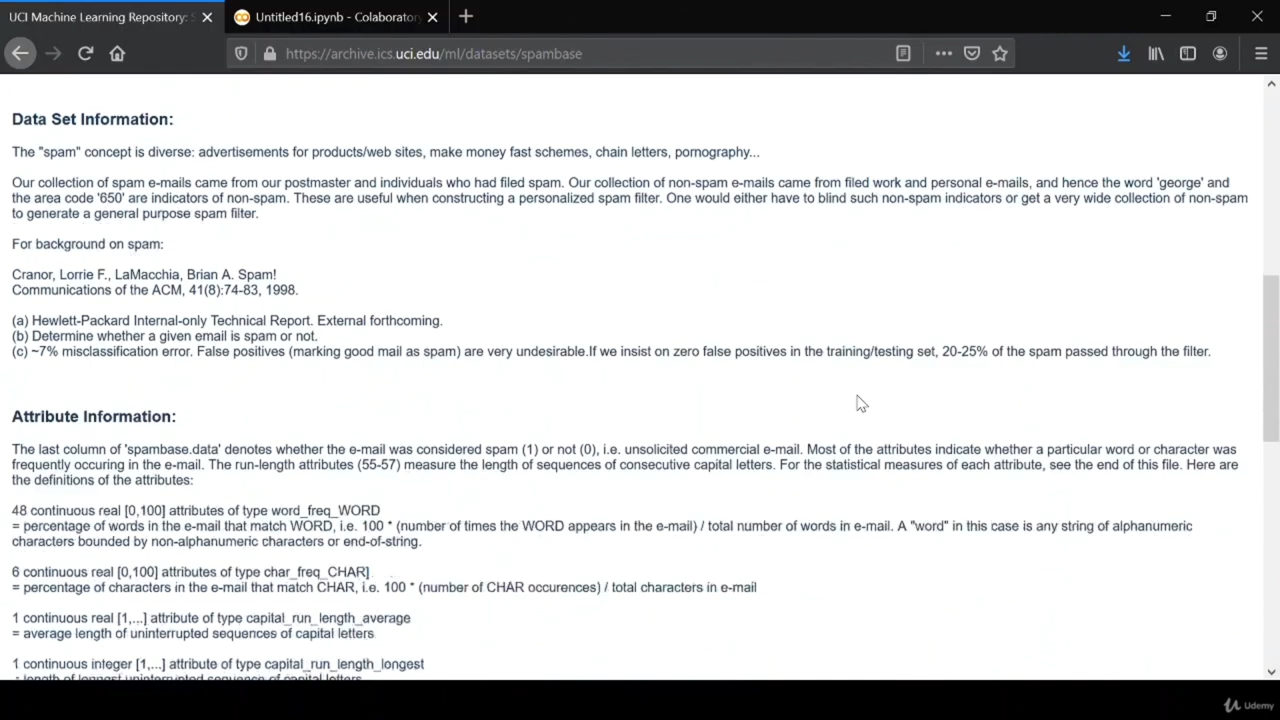 UCI Machine Learning Repository: S
Untitled16.ipynb - Colaboratory
https://archive.ics.uci.edu/ml/datasets/spambase
Data Set Information:
The "spam" concept is diverse: advertisements for products/web sites, make money fast schemes, chain letters, pornography...
Our collection of spam e-mails came from our postmaster and individuals who had filed spam. Our collection of non-spam e-mails came from filed work and personal e-mails, and hence the word 'george' and
the area code '650' are indicators of non-spam. These are useful when constructing a personalized spam filter. One would either have to blind such non-spam indicators or get a very wide collection of non-spam
to generate a general purpose spam filter.
For background on spam:
Cranor, Lorrie F., LaMacchia, Brian A. Spam!
Communications of the ACM, 41(8):74-83, 1998.
(a) Hewlett-Packard Internal-only Technical Report. External forthcoming.
(b) Determine whether a given email is spam or not.
(c) ~7% misclassification error. False positives (marking good mail as spam) are very undesirable.If we insist on zero false positives in the training/testing set, 20-25% of the spam passed through the filter.
Attribute Information:
The last column of 'spambase.data' denotes whether the e-mail was considered spam (1) or not (0), i.e. unsolicited commercial e-mail. Most of the attributes indicate whether a particular word or character was
frequently occuring in the e-mail. The run-length attributes (55-57) measure the length of sequences of consecutive capital letters. For the statistical measures of each attribute, see the end of this file. Here are
the definitions of the attributes:
48 continuous real [0,100] attributes of type word_freq_WORD
= percentage of words in the e-mail that match WORD, i.e. 100 * (number of times the WORD appears in the e-mail) / total number of words in e-mail. A "word" in this case is any string of alphanumeric
characters bounded by non-alphanumeric characters or end-of-string.
6 continuous real [0,100] attributes of type char_freq_CHAR]
= percentage of characters in the e-mail that match CHAR, i.e. 100 * (number of CHAR occurences) / total characters in e-mail
1 continuous real [1,...] attribute of type capital_run_length_average
= average length of uninterrupted sequences of capital letters
1 continuous integer [1,...] attribute of type capital_run_length_longest
= length of longest uninterrupted sequence of capital letters
Udemy